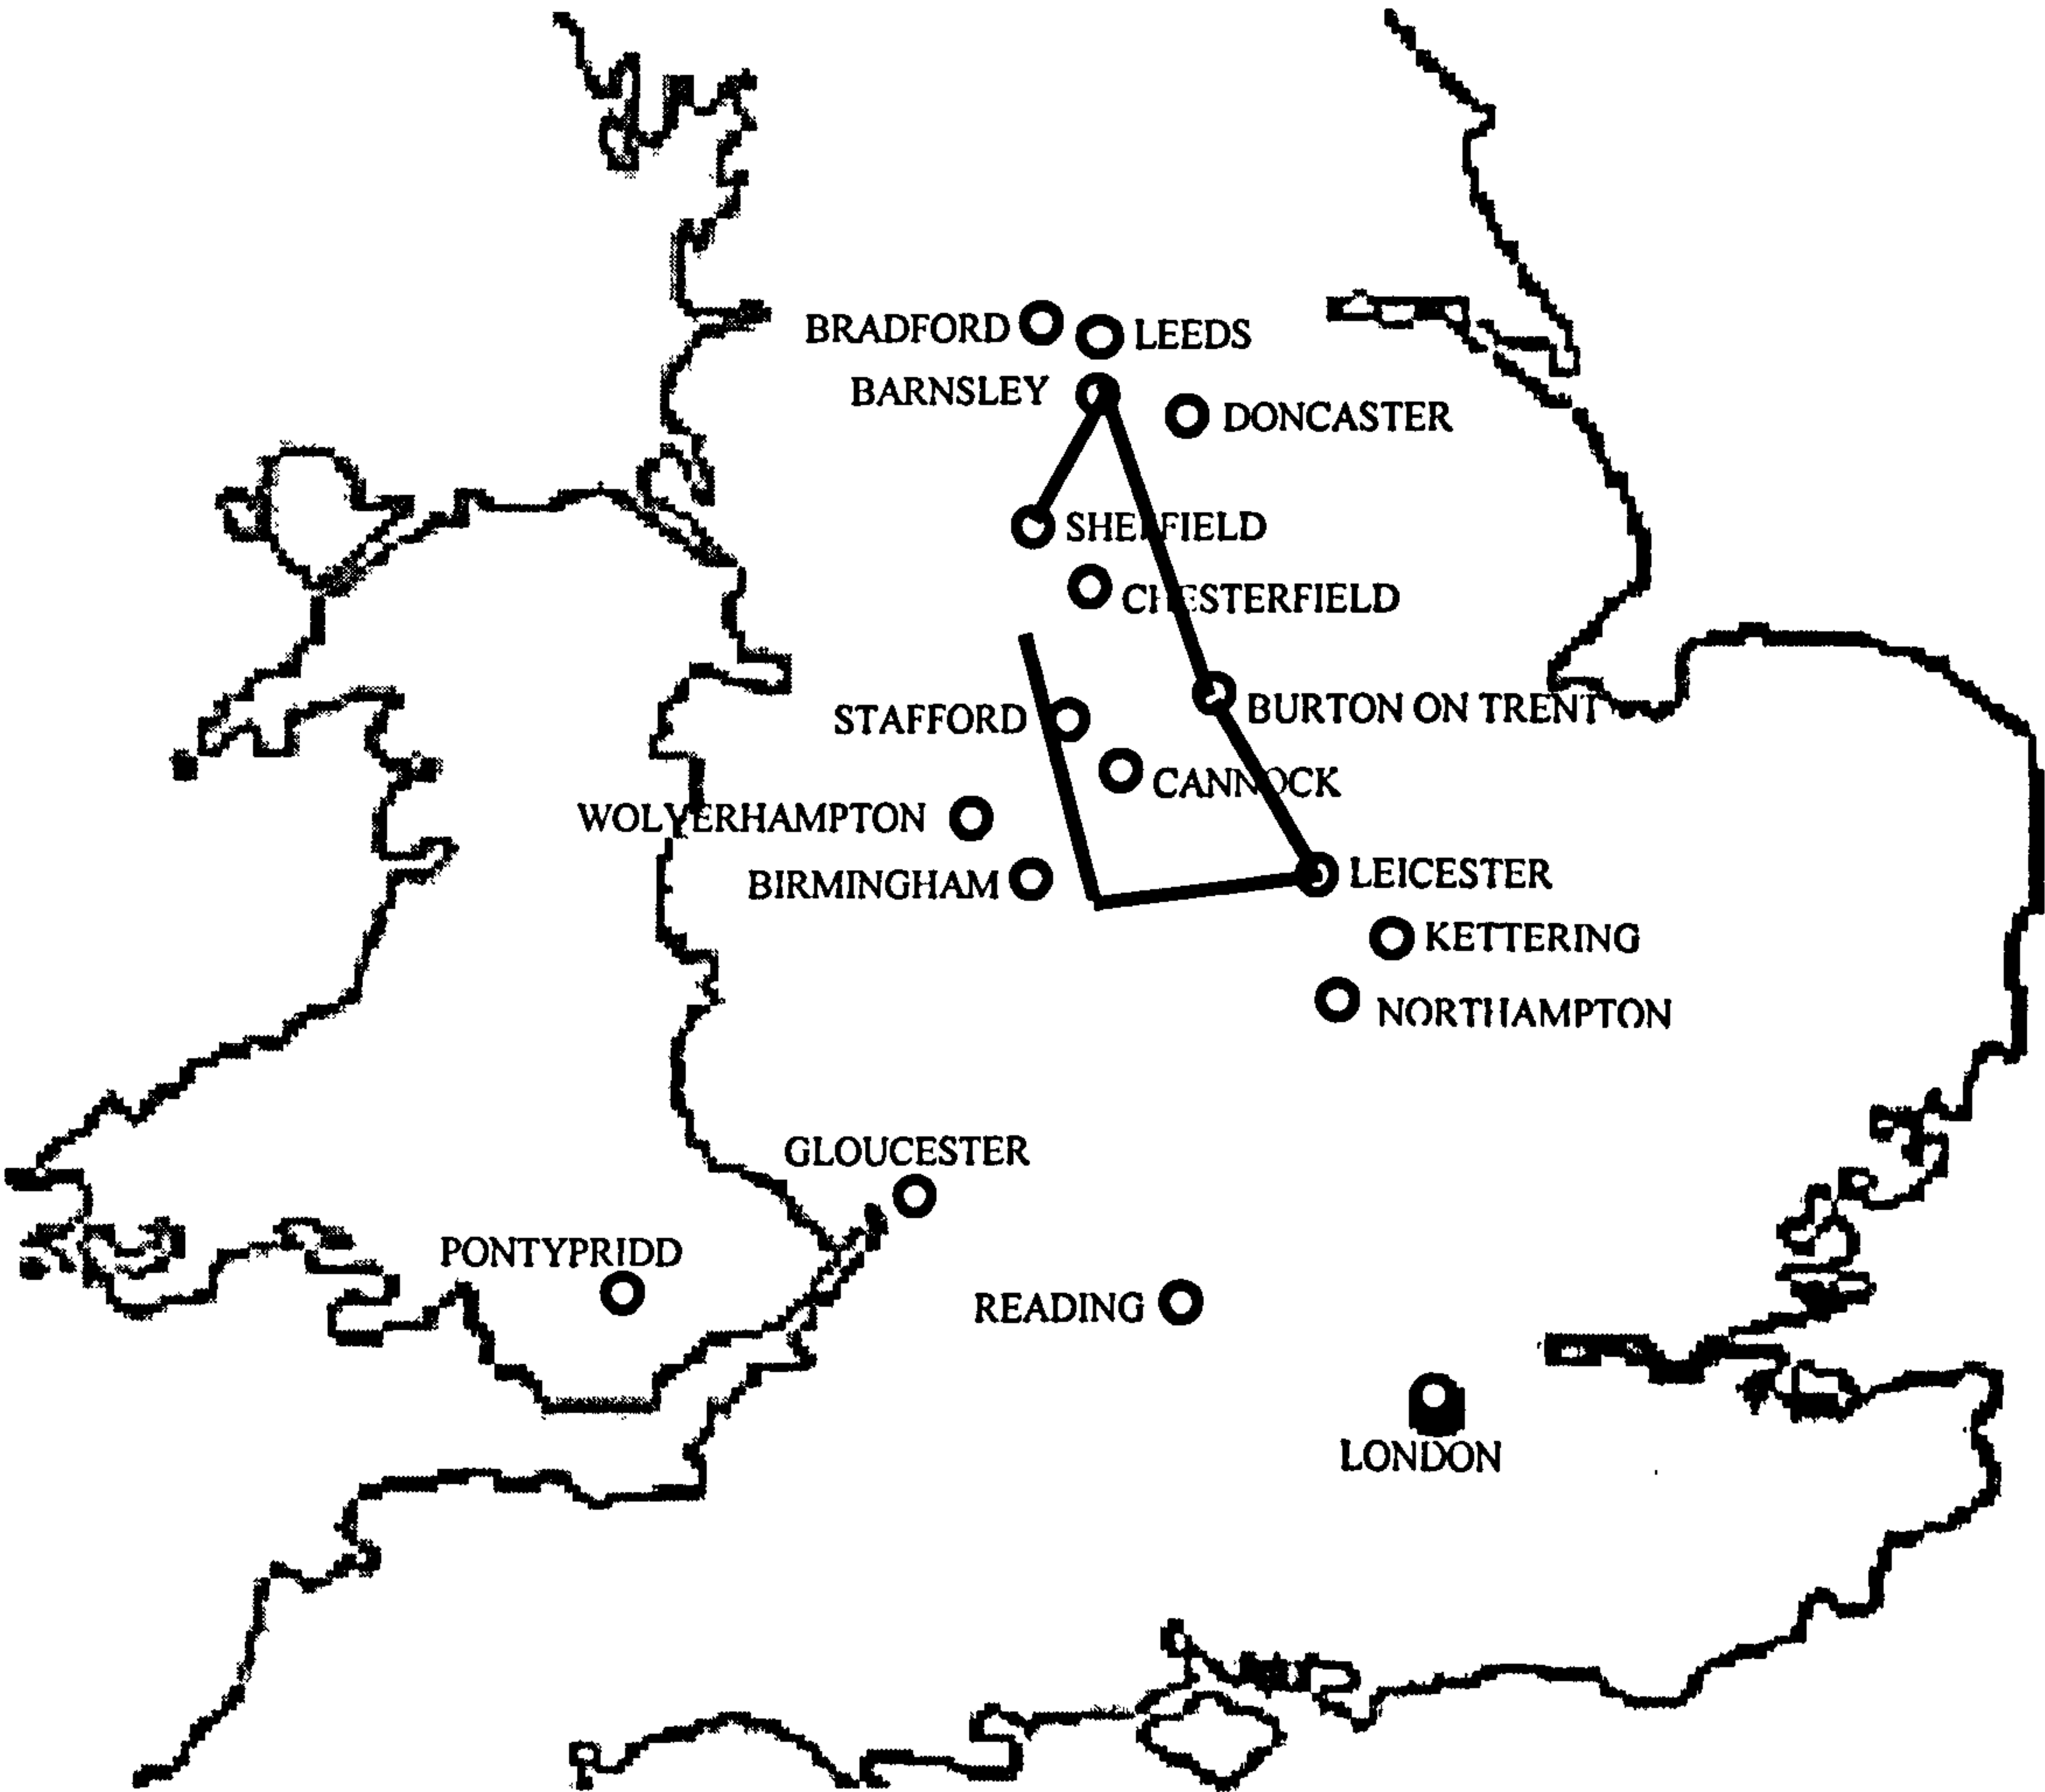 BRADFORD
LEEDS
BARNSLEY
DONCASTER
SHEFFIELD
CHESTERFIELD
STAFFORD
BURTON ON TRENT
CANNOCK
WOLVERHAMPTON
BIRMINGHAM
LEICESTER
KETTERING
NORTHAMPTON
GLOUCESTER
PONTYPRIDD
READING
LONDON